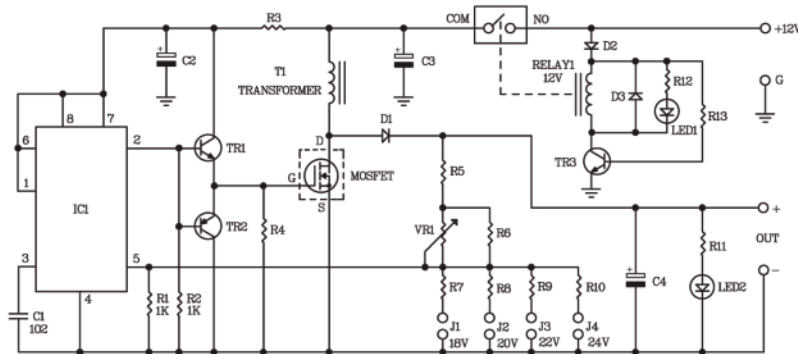 R3
COM
NO
+12V
C2
+
C3
+
D2
T1
TRANSFORMER
RELAY1
12V
G
R12
D3
LED1
R13
8
7
6
2
TR1
D
D1
TR3
1
IC1
G
MOSFET
R5
S
TR2
R4
VR1
R6
+
OUT
-
3
5
4
R11
+
C4
LED2
C1
102
R1
1K
R2
1K
R7
R8
R9
R10
J1
18V
J2
20V
J3
22V
J4
24V